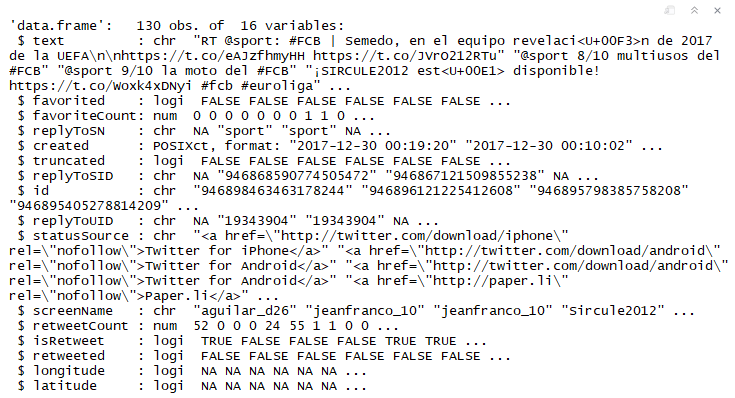 'data.frame':   130 obs. of  16 variables:
 $ text         : chr  "RT @sport: #FCB | Semedo, en el equipo revelaci<U+00F3>n de 2017
de la UEFA\n\nhttps://t.co/eAJzfhmyHH https://t.co/JVrO212RTu" "@sport 8/10 multiusos del
#FCB" "@sport 9/10 la moto del #FCB" "¡SIRCULE2012 est<U+00E1> disponible!
https://t.co/Woxk4xDNyi #fcb #euroliga" ...
 $ favorited    : logi  FALSE FALSE FALSE FALSE FALSE FALSE ...
 $ favoriteCount: num  0 0 0 0 0 0 0 1 1 0 ...
 $ replyToSN    : chr  NA "sport" "sport" NA ...
 $ created      : POSIXct, format: "2017-12-30 00:19:20" "2017-12-30 00:10:02" ...
 $ truncated    : logi  FALSE FALSE FALSE FALSE FALSE FALSE ...
 $ replyToSID   : chr  NA "946868590774505472" "946867121509855238" NA ...
 $ id           : chr  "946898463463178244" "946896121225412608" "946895798385758208"
"946895405278814209" ...
 $ replyToUID   : chr  NA "19343904" "19343904" NA ...
 $ statusSource : chr  "<a href=\"http://twitter.com/download/iphone\"
rel=\"nofollow\">Twitter for iPhone</a>" "<a href=\"http://twitter.com/download/android\"
rel=\"nofollow\">Twitter for Android</a>" "<a href=\"http://twitter.com/download/android\"
rel=\"nofollow\">Twitter for Android</a>" "<a href=\"http://paper.li\"
rel=\"nofollow\">Paper.li</a>" ...
 $ screenName   : chr  "aguilar_d26" "jeanfranco_10" "jeanfranco_10" "Sircule2012" ...
 $ retweetCount : num  52 0 0 0 24 55 1 1 0 0 ...
 $ isRetweet    : logi  TRUE FALSE FALSE FALSE TRUE TRUE ...
 $ retweeted    : logi  FALSE FALSE FALSE FALSE FALSE FALSE ...
 $ longitude    : logi  NA NA NA NA NA NA ...
 $ latitude     : logi  NA NA NA NA NA NA ...